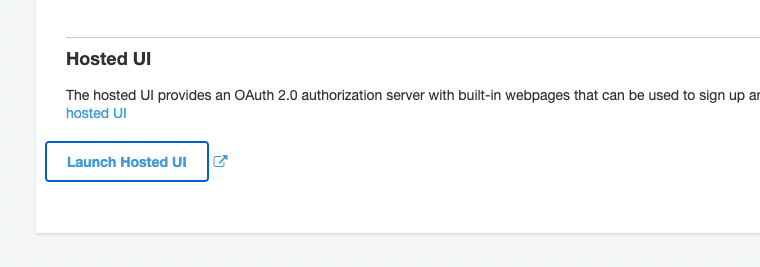 Hosted UI
The hosted UI provides an OAuth 2.0 authorization server with built-in webpages that can be used to sign up
hosted UI
Launch Hosted UI